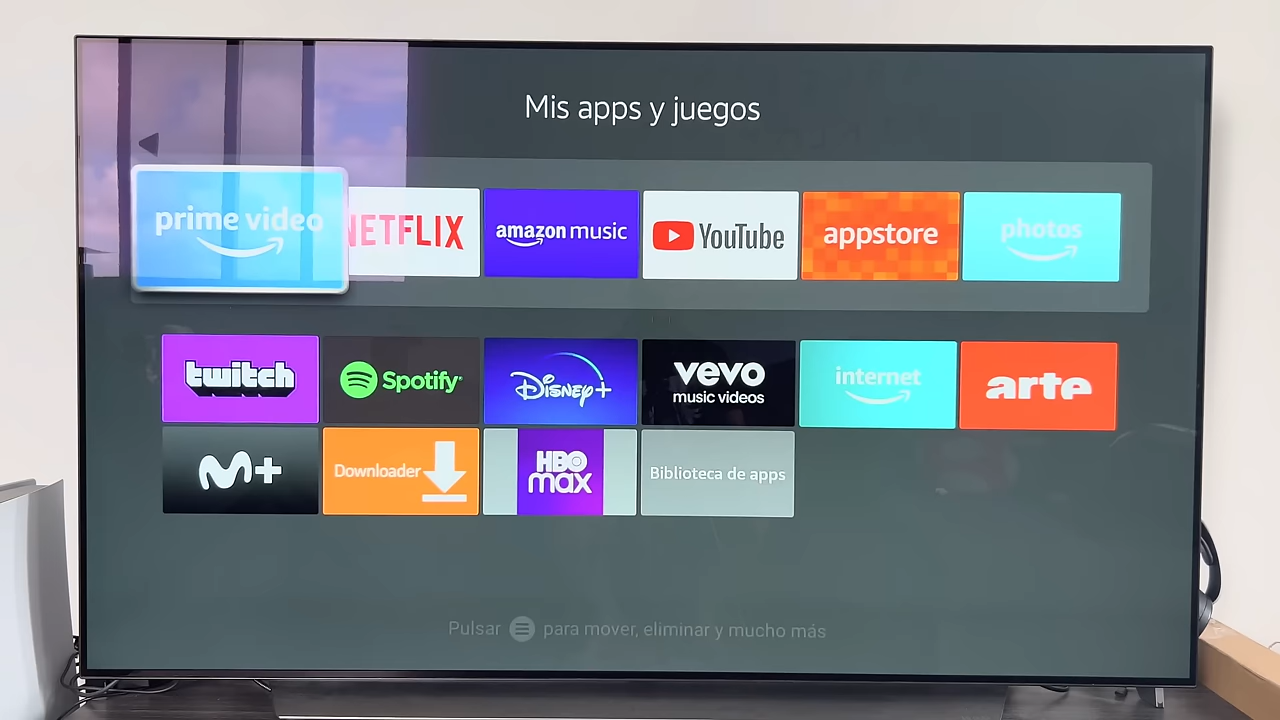 Mis apps y juegos
prime video
NETFLIX
amazon music
YouTube
appstore
photos
twitch
Spotify
Disney+
vevo
music videos
internet
arte
M+
Downloader
HBO
max
Biblioteca de apps
Pulsar para mover, eliminar y mucho más